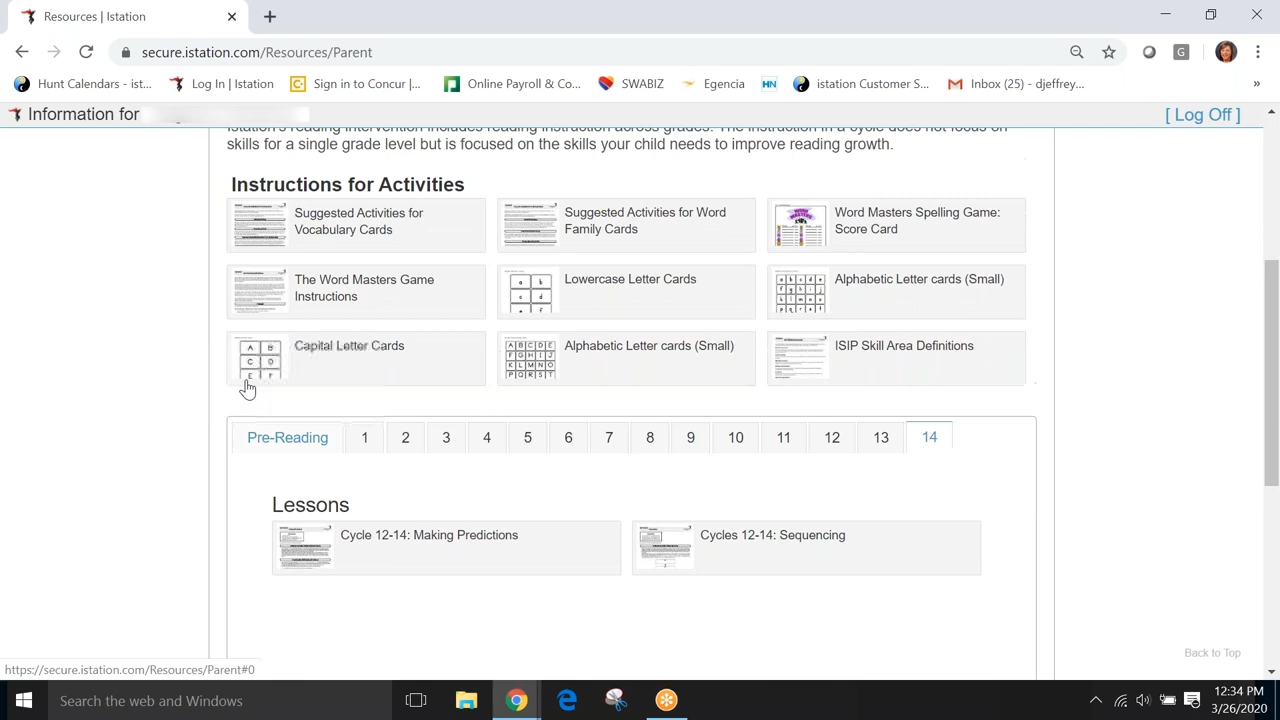 Resources | Istation
secure.istation.com/Resources/Parent
Hunt Calendars - ist...
Log In | Istation
Sign in to Concur |...
Online Payroll & Co...
SWABIZ
Egencia
HN
istation Customer S...
Inbox (25) - djeffrey...
»
Information for
[ Log Off ]
Istation's reading intervention includes reading instruction across grades. The instruction in a cycle does not focus on
skills for a single grade level but is focused on the skills your child needs to improve reading growth.
Instructions for Activities
Suggested Activities for
Vocabulary Cards
Suggested Activities for Word
Family Cards
Word Masters Spelling Game:
Score Card
The Word Masters Game
Instructions
Lowercase Letter Cards
Alphabetic Letter cards (Small)
Capital Letter Cards
Alphabetic Letter cards (Small)
ISIP Skill Area Definitions
Pre-Reading 1 2 3 4 5 6 7 8 9 10 11 12 13 14
Lessons
Cycle 12-14: Making Predictions
Cycles 12-14: Sequencing
Back to Top
https://secure.istation.com/Resources/Parent#0
Search the web and Windows
12:34 PM
3/26/2020